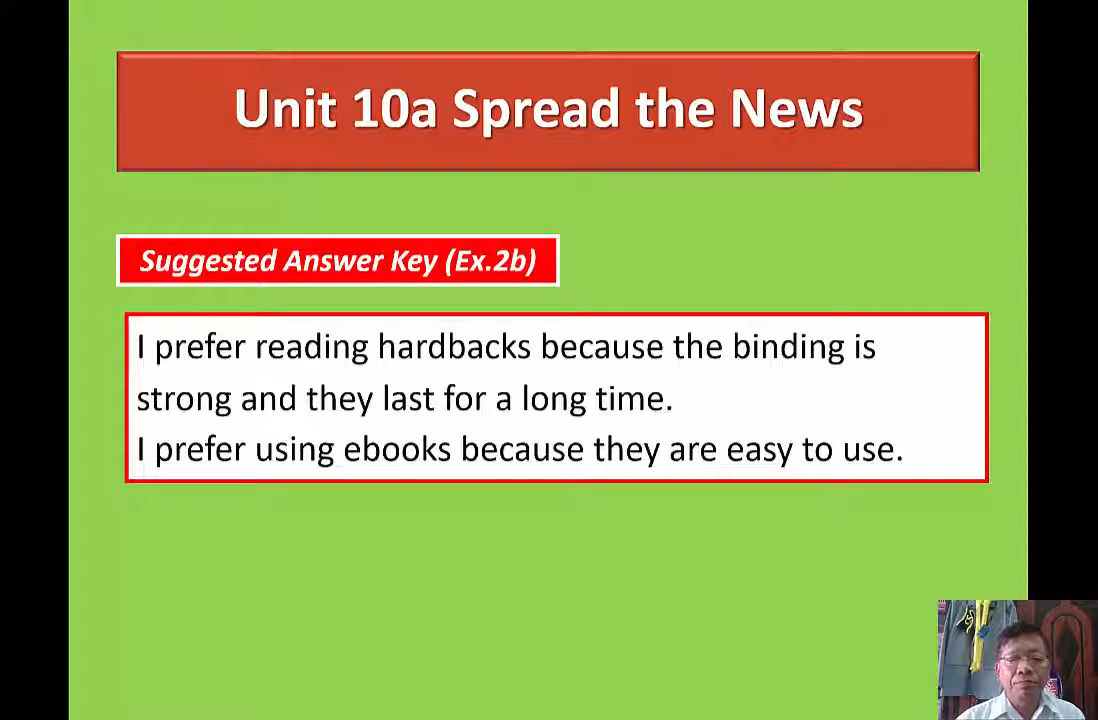 Unit 10a Spread the News
Suggested Answer Key (Ex.2b)
I prefer reading hardbacks because the binding is
strong and they last for a long time.
I prefer using ebooks because they are easy to use.